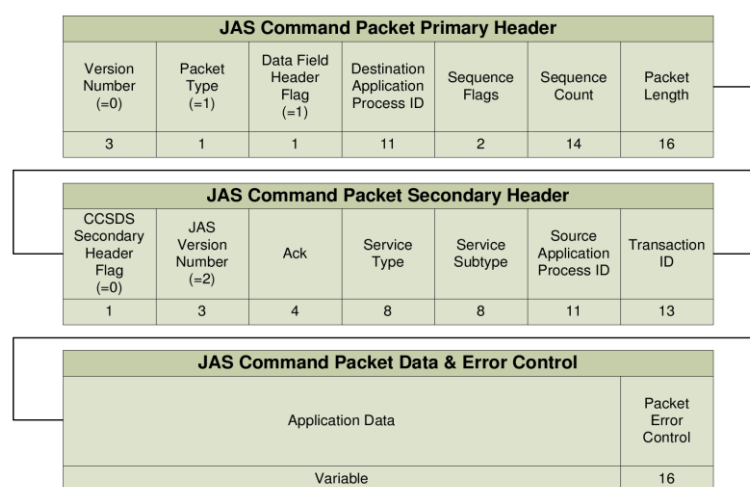 JAS Command Packet Primary Header
Version Number (=0)
Packet Type (=1)
Data Field Header Flag (=1)
Destination Application Process ID
Sequence Flags
Sequence Count
Packet Length
3 1 1 11 2 14 16
JAS Command Packet Secondary Header
CCSDS Secondary Header Flag (=0)
JAS Version Number (=2)
Ack
Service Type
Service Subtype
Source Application Process ID
Transaction ID
1 3 4 8 8 11 13
JAS Command Packet Data & Error Control
Application Data
Packet Error Control
Variable 16